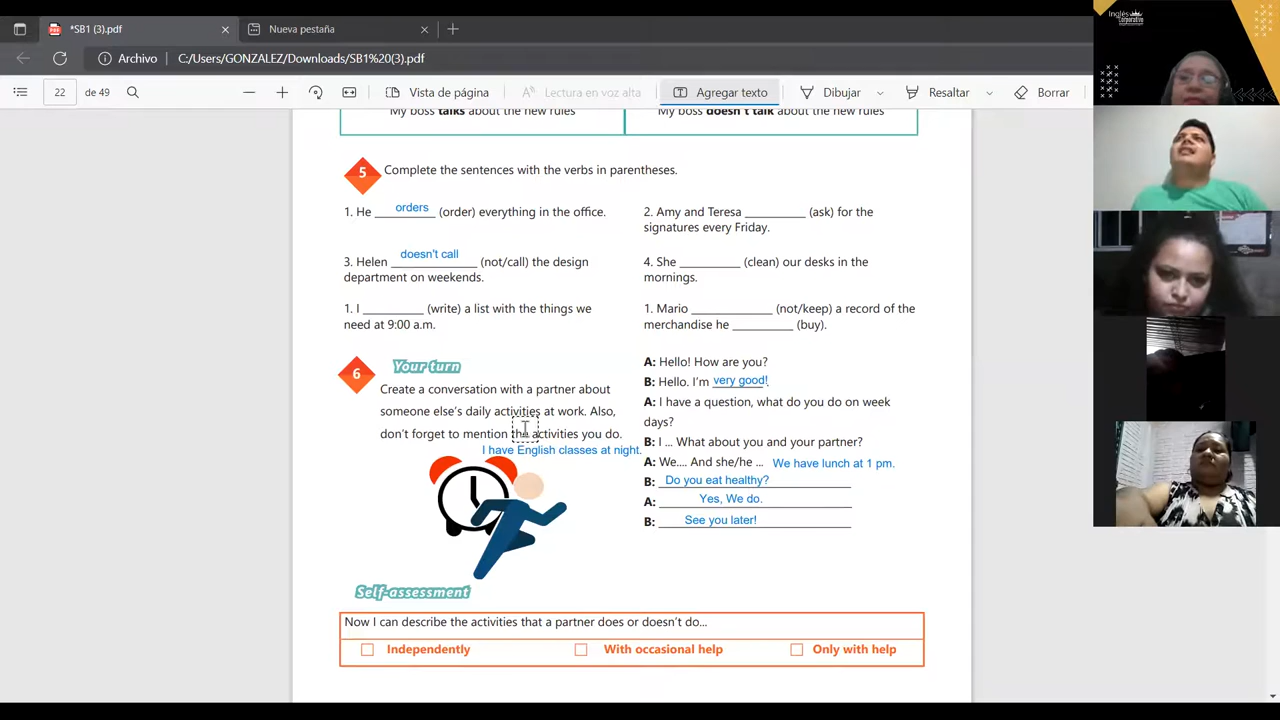 *SB1 (3).pdf
Nueva pestaña
Archivo
C:/Users/GONZALEZ/Downloads/SB1%20(3).pdf
22 de 49
Vista de página
Lectura en voz alta
Agregar texto
Dibujar
Resaltar
Borrar
Inglés Corporativo
My boss talks about the new rules
My boss doesn't talk about the new rules
5 Complete the sentences with the verbs in parentheses.
1. He orders (order) everything in the office.
2. Amy and Teresa __________ (ask) for the
signatures every Friday.
3. Helen doesn't call (not/call) the design
department on weekends.
4. She __________ (clean) our desks in the
mornings.
1. I __________ (write) a list with the things we
need at 9:00 a.m.
1. Mario _____________ (not/keep) a record of the
merchandise he __________ (buy).
6 Your turn
Create a conversation with a partner about
someone else's daily activities at work. Also,
don't forget to mention the activities you do.
I have English classes at night.
A: Hello! How are you?
B: Hello. I'm very good!.
A: I have a question, what do you do on week
days?
B: I ... What about you and your partner?
A: We.... And she/he ... We have lunch at 1 pm.
B: Do you eat healthy?
A: Yes, We do.
B: See you later!
Self-assessment
Now I can describe the activities that a partner does or doesn't do...
Independently
With occasional help
Only with help